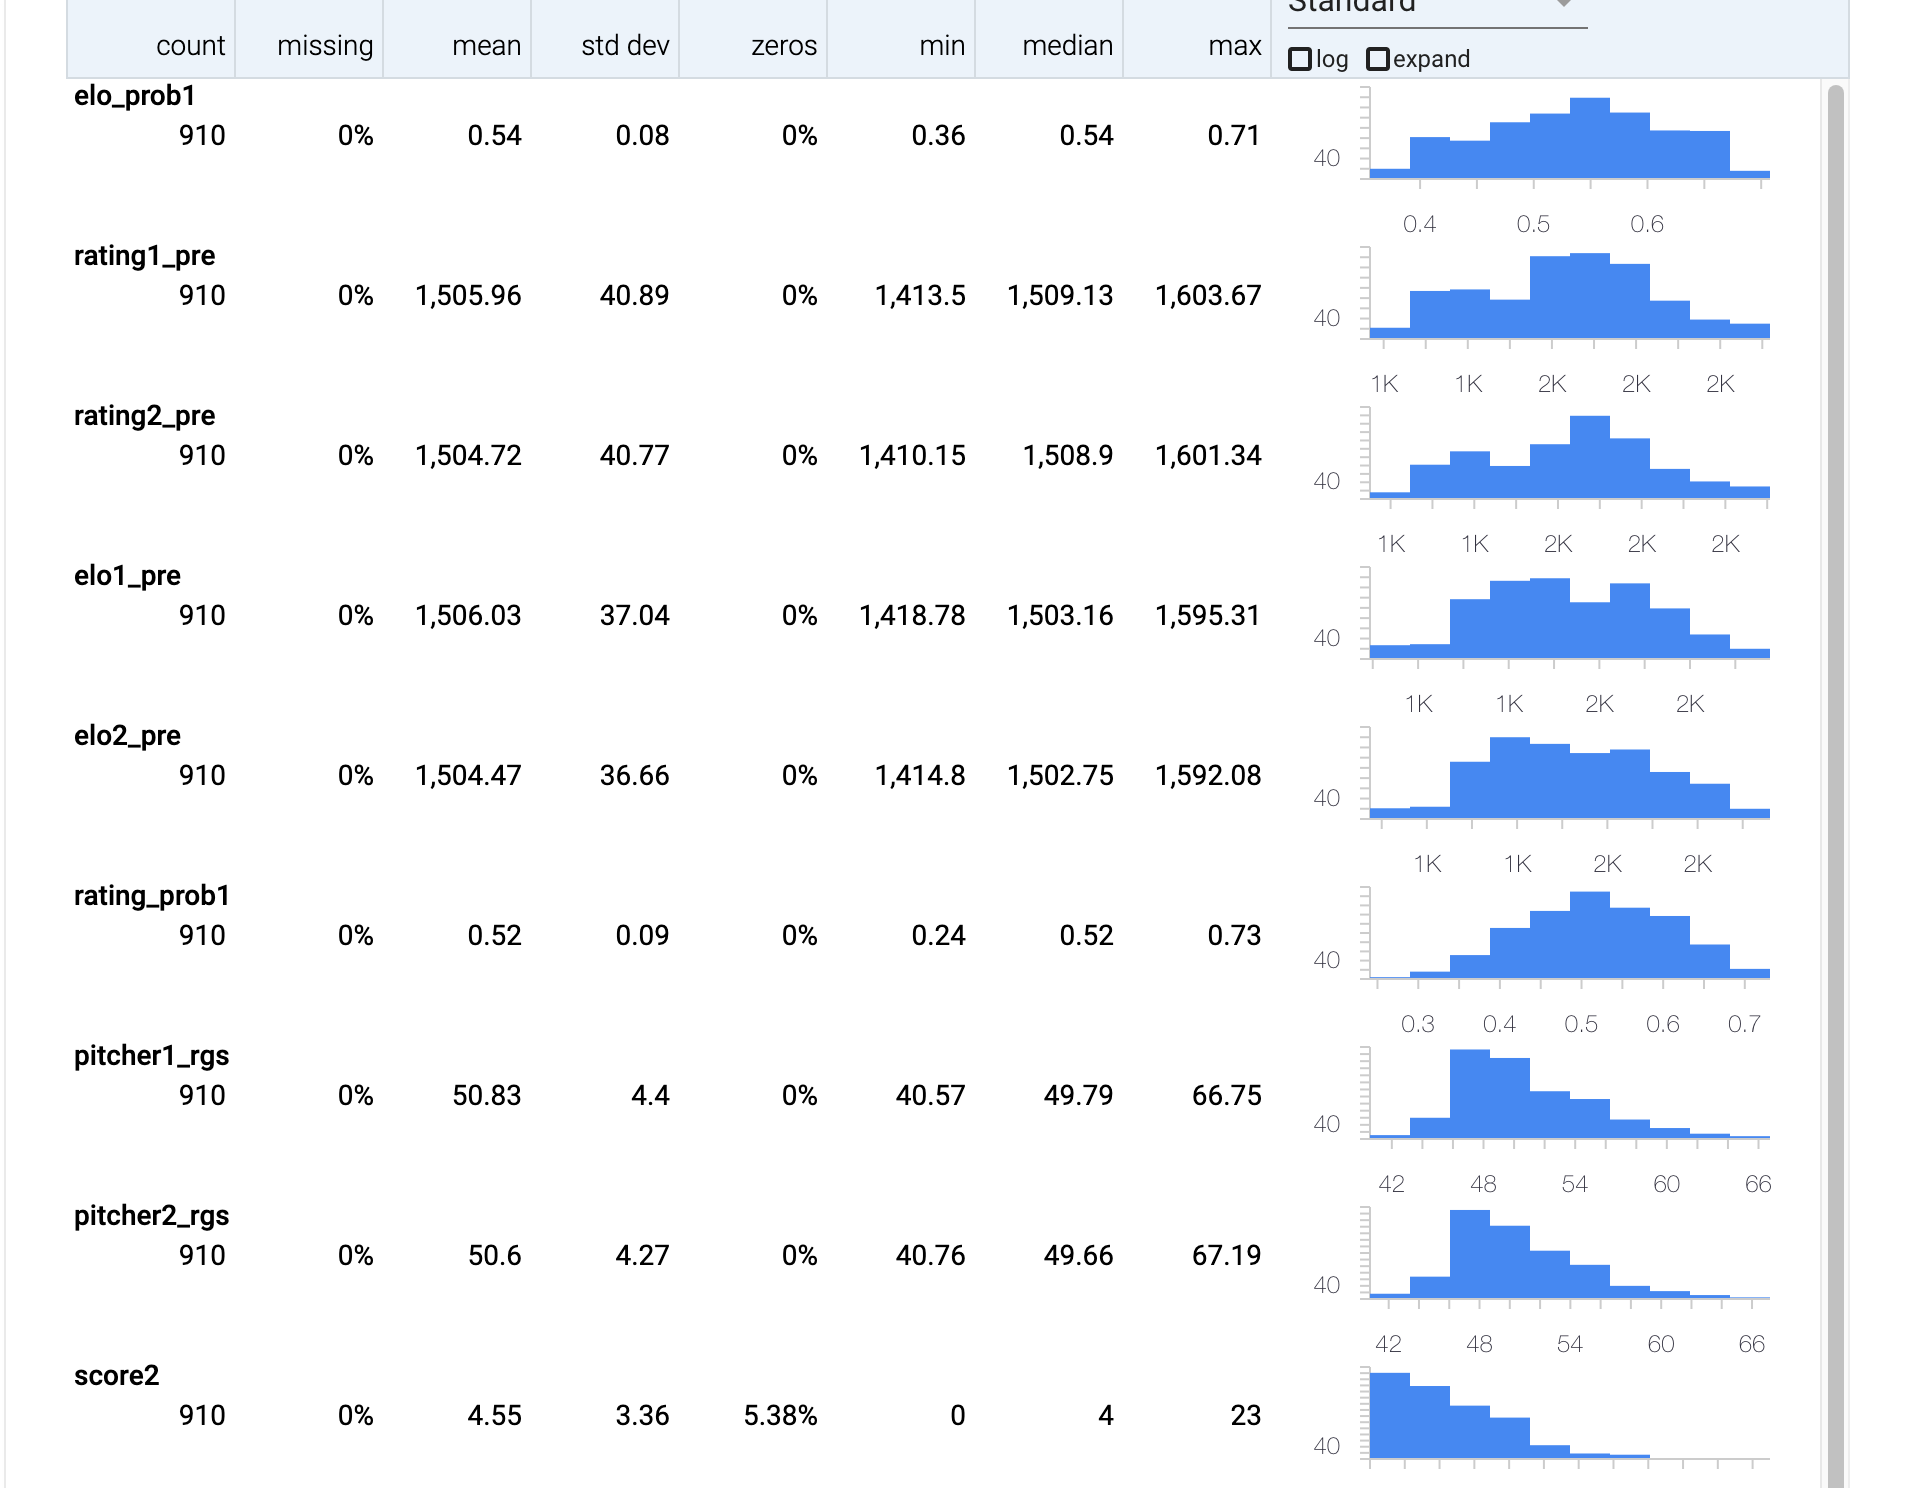 Standard
count missing mean std dev zeros min median max
log expand
elo_prob1
910 0% 0.54 0.08 0% 0.36 0.54 0.71
40
0.4 0.5 0.6
rating1_pre
910 0% 1,505.96 40.89 0% 1,413.5 1,509.13 1,603.67
40
1K 1K 2K 2K 2K
rating2_pre
910 0% 1,504.72 40.77 0% 1,410.15 1,508.9 1,601.34
40
1K 1K 2K 2K 2K
elo1_pre
910 0% 1,506.03 37.04 0% 1,418.78 1,503.16 1,595.31
40
1K 1K 2K 2K
elo2_pre
910 0% 1,504.47 36.66 0% 1,414.8 1,502.75 1,592.08
40
1K 1K 2K 2K
rating_prob1
910 0% 0.52 0.09 0% 0.24 0.52 0.73
40
0.3 0.4 0.5 0.6 0.7
pitcher1_rgs
910 0% 50.83 4.4 0% 40.57 49.79 66.75
40
42 48 54 60 66
pitcher2_rgs
910 0% 50.6 4.27 0% 40.76 49.66 67.19
40
42 48 54 60 66
score2
910 0% 4.55 3.36 5.38% 0 4 23
40